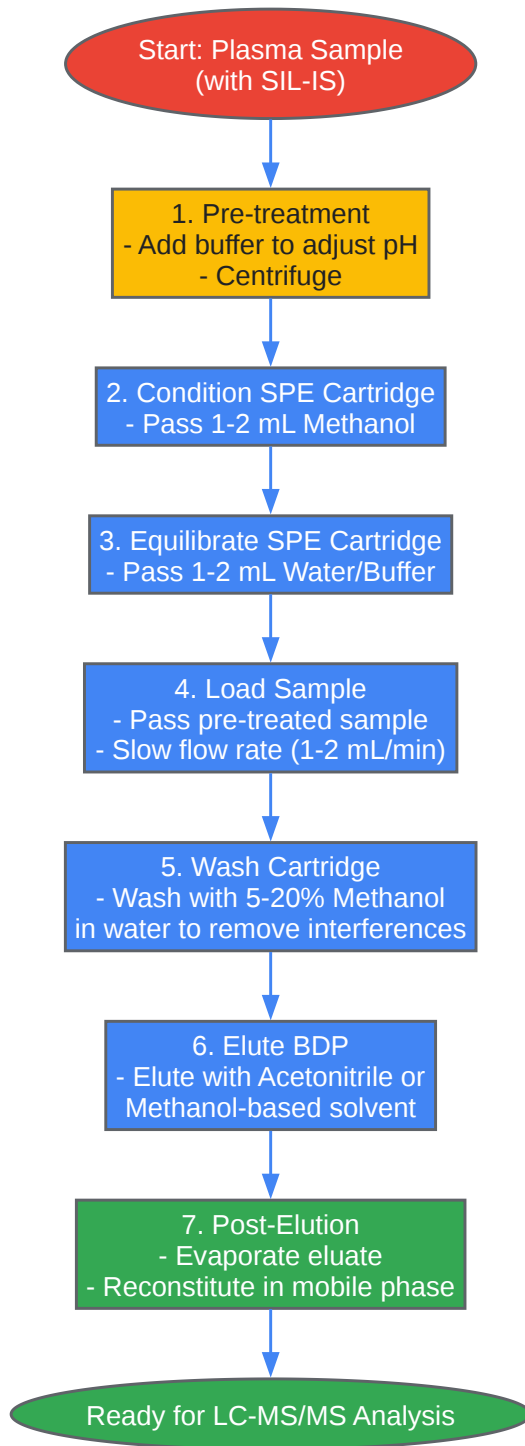 Start: Plasma Sample
(with SIL-IS)
1. Pre-treatment
- Add buffer to adjust pH
- Centrifuge
2. Condition SPE Cartridge
- Pass 1-2 mL Methanol
3. Equilibrate SPE Cartridge
- Pass 1-2 mL Water/Buffer
4. Load Sample
- Pass pre-treated sample
- Slow flow rate (1-2 mL/min)
5. Wash Cartridge
- Wash with 5-20% Methanol
in water to remove interferences
6. Elute BDP
- Elute with Acetonitrile or
Methanol-based solvent
7. Post-Elution
- Evaporate eluate
- Reconstitute in mobile phase
Ready for LC-MS/MS Analysis